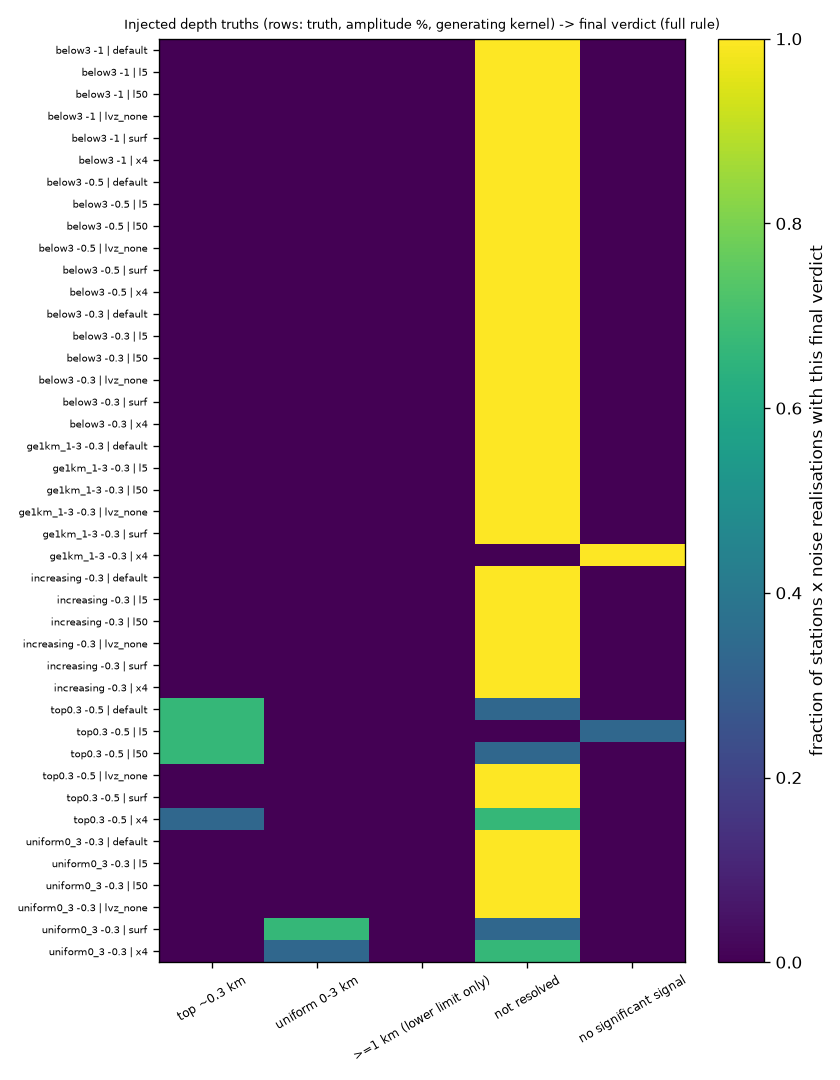 Injected depth truths (rows: truth, amplitude %, generating kernel) -> final verdict (full rule)
below3 -1 | default
below3 -1 | l5
below3 -1 | l50
below3 -1 | lvz_none
below3 -1 | surf
below3 -1 | x4
below3 -0.5 | default
below3 -0.5 | l5
below3 -0.5 | l50
below3 -0.5 | lvz_none
below3 -0.5 | surf
below3 -0.5 | x4
below3 -0.3 | default
below3 -0.3 | l5
below3 -0.3 | l50
below3 -0.3 | lvz_none
below3 -0.3 | surf
below3 -0.3 | x4
ge1km_1-3 -0.3 | default
ge1km_1-3 -0.3 | l5
ge1km_1-3 -0.3 | l50
ge1km_1-3 -0.3 | lvz_none
ge1km_1-3 -0.3 | surf
ge1km_1-3 -0.3 | x4
increasing -0.3 | default
increasing -0.3 | l5
increasing -0.3 | l50
increasing -0.3 | lvz_none
increasing -0.3 | surf
increasing -0.3 | x4
top0.3 -0.5 | default
top0.3 -0.5 | l5
top0.3 -0.5 | l50
top0.3 -0.5 | lvz_none
top0.3 -0.5 | surf
top0.3 -0.5 | x4
uniform0_3 -0.3 | default
uniform0_3 -0.3 | l5
uniform0_3 -0.3 | l50
uniform0_3 -0.3 | lvz_none
uniform0_3 -0.3 | surf
uniform0_3 -0.3 | x4
top ~0.3 km
uniform 0-3 km
>=1 km (lower limit only)
not resolved
no significant signal
1.0
0.8
0.6
0.4
0.2
0.0
fraction of stations x noise realisations with this final verdict